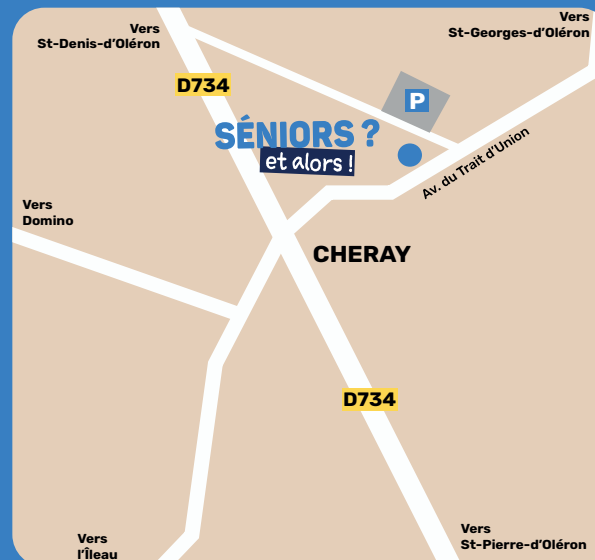 Vers
St-Denis-d'Oléron
Vers
St-Georges-d'Oléron
D734
P
SÉNIORS ?
et alors !
Av. du Trait d'Union
Vers
Domino
CHERAY
D734
Vers
l'Îleau
Vers
St-Pierre-d'Oléron